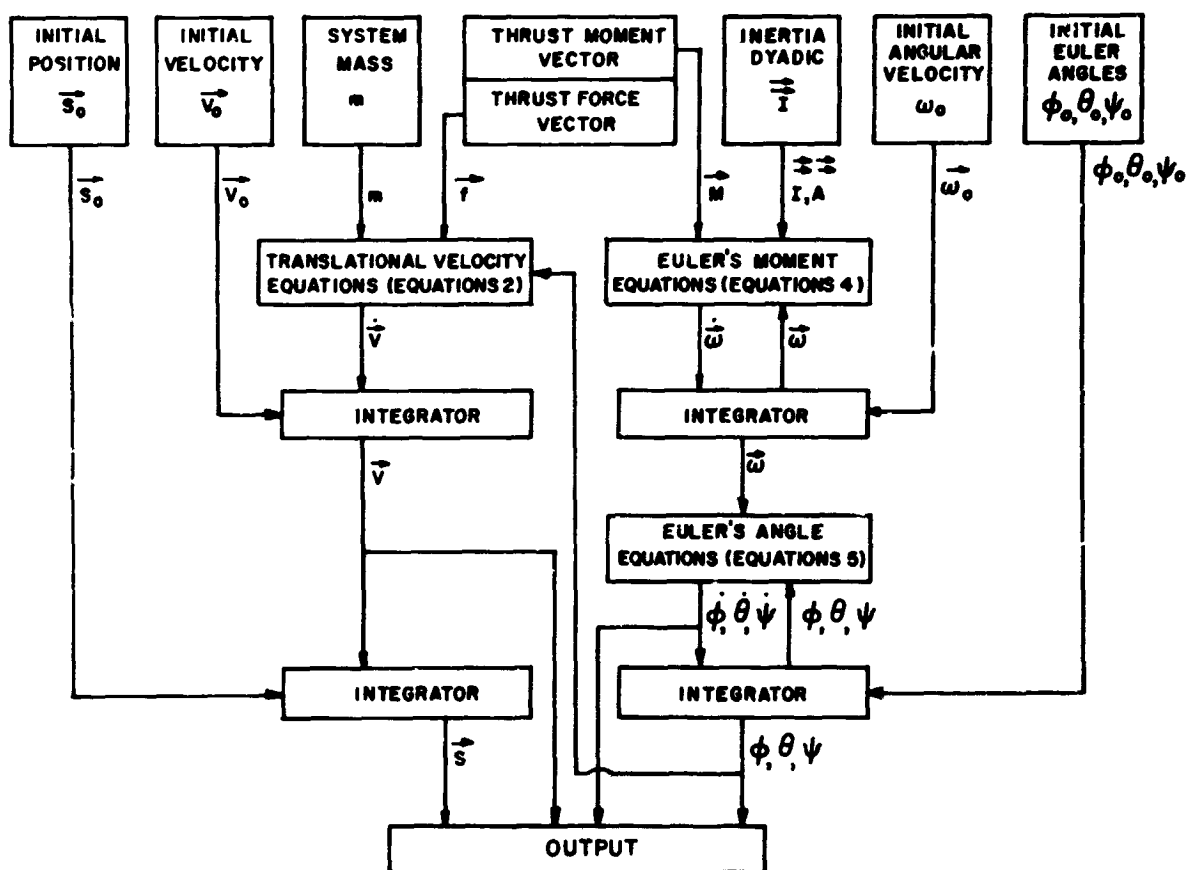 INITIAL
POSITION
S₀
INITIAL
VELOCITY
V₀
SYSTEM
MASS
m
THRUST MOMENT
VECTOR
THRUST FORCE
VECTOR
INERTIA
DYADIC
I
INITIAL
ANGULAR
VELOCITY
ω₀
INITIAL
EULER
ANGLES
ϕ₀,θ₀,ψ₀
S₀
V₀
m
f
M
I,A
ω₀
ϕ₀,θ₀,ψ₀
TRANSLATIONAL VELOCITY
EQUATIONS (EQUATIONS 2)
EULER'S MOMENT
EQUATIONS (EQUATIONS 4)
V̇
ω̇
ω
INTEGRATOR
INTEGRATOR
V
ω
EULER'S ANGLE
EQUATIONS (EQUATIONS 5)
ϕ̇,θ̇,ψ̇
ϕ,θ,ψ
INTEGRATOR
INTEGRATOR
S
ϕ,θ,ψ
OUTPUT